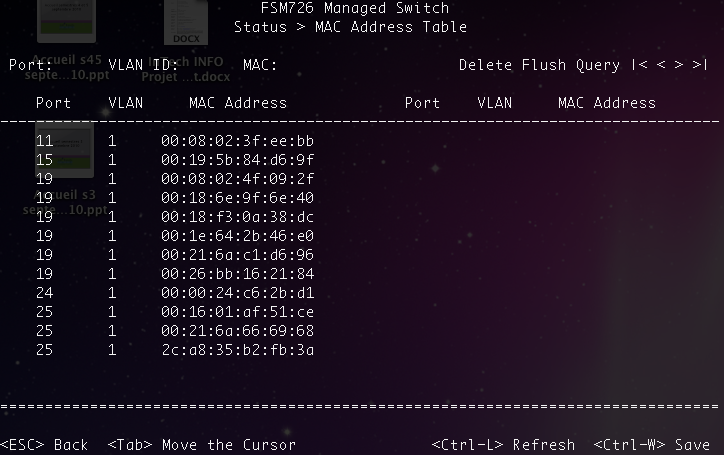 FSM726 Managed Switch
Status > MAC Address Table
Accueil s45
septe...10.ppt
DOCX
Projet ...t.docx
Port: VLAN ID: MAC: Delete Flush Query |< < > >|
Port VLAN MAC Address Port VLAN MAC Address
11 1 00:08:02:3f:ee:bb
15 1 00:19:5b:84:d6:9f
19 1 00:08:02:4f:09:2f
19 1 00:18:6e:9f:6e:40
Accueil s3
septe...10.ppt
19 1 00:18:f3:0a:38:dc
19 1 00:1e:64:2b:46:e0
19 1 00:21:6a:c1:d6:96
19 1 00:26:bb:16:21:84
24 1 00:00:24:c6:2b:d1
25 1 00:16:01:af:51:ce
25 1 00:21:6a:66:69:68
25 1 2c:a8:35:b2:fb:3a
<ESC> Back <Tab> Move the Cursor <Ctrl-L> Refresh <Ctrl-W> Save